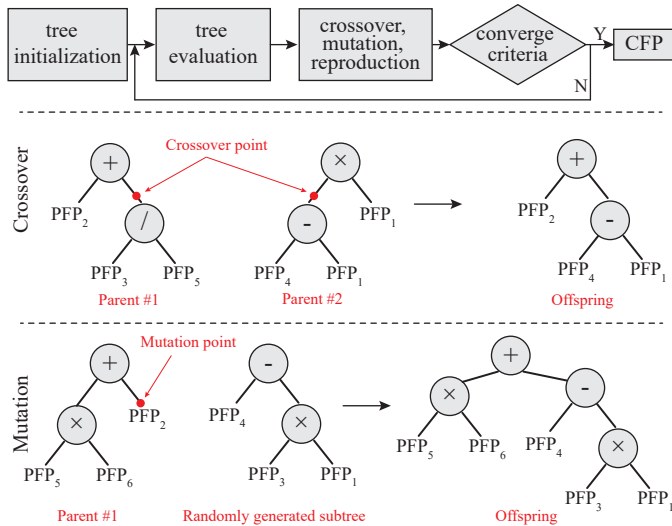 tree initialization
tree evaluation
crossover, mutation, reproduction
converge criteria
Y
CFP
N
Crossover
Crossover point
+
PFP2
/
PFP3
PFP5
Parent #1
×
-
PFP1
PFP4
PFP1
Parent #2
+
PFP2
-
PFP4
PFP1
Offspring
Mutation
Mutation point
+
×
PFP2
PFP5
PFP6
Parent #1
-
PFP4
×
PFP3
PFP1
Randomly generated subtree
+
×
-
PFP5
PFP6
PFP4
×
PFP3
PFP1
Offspring